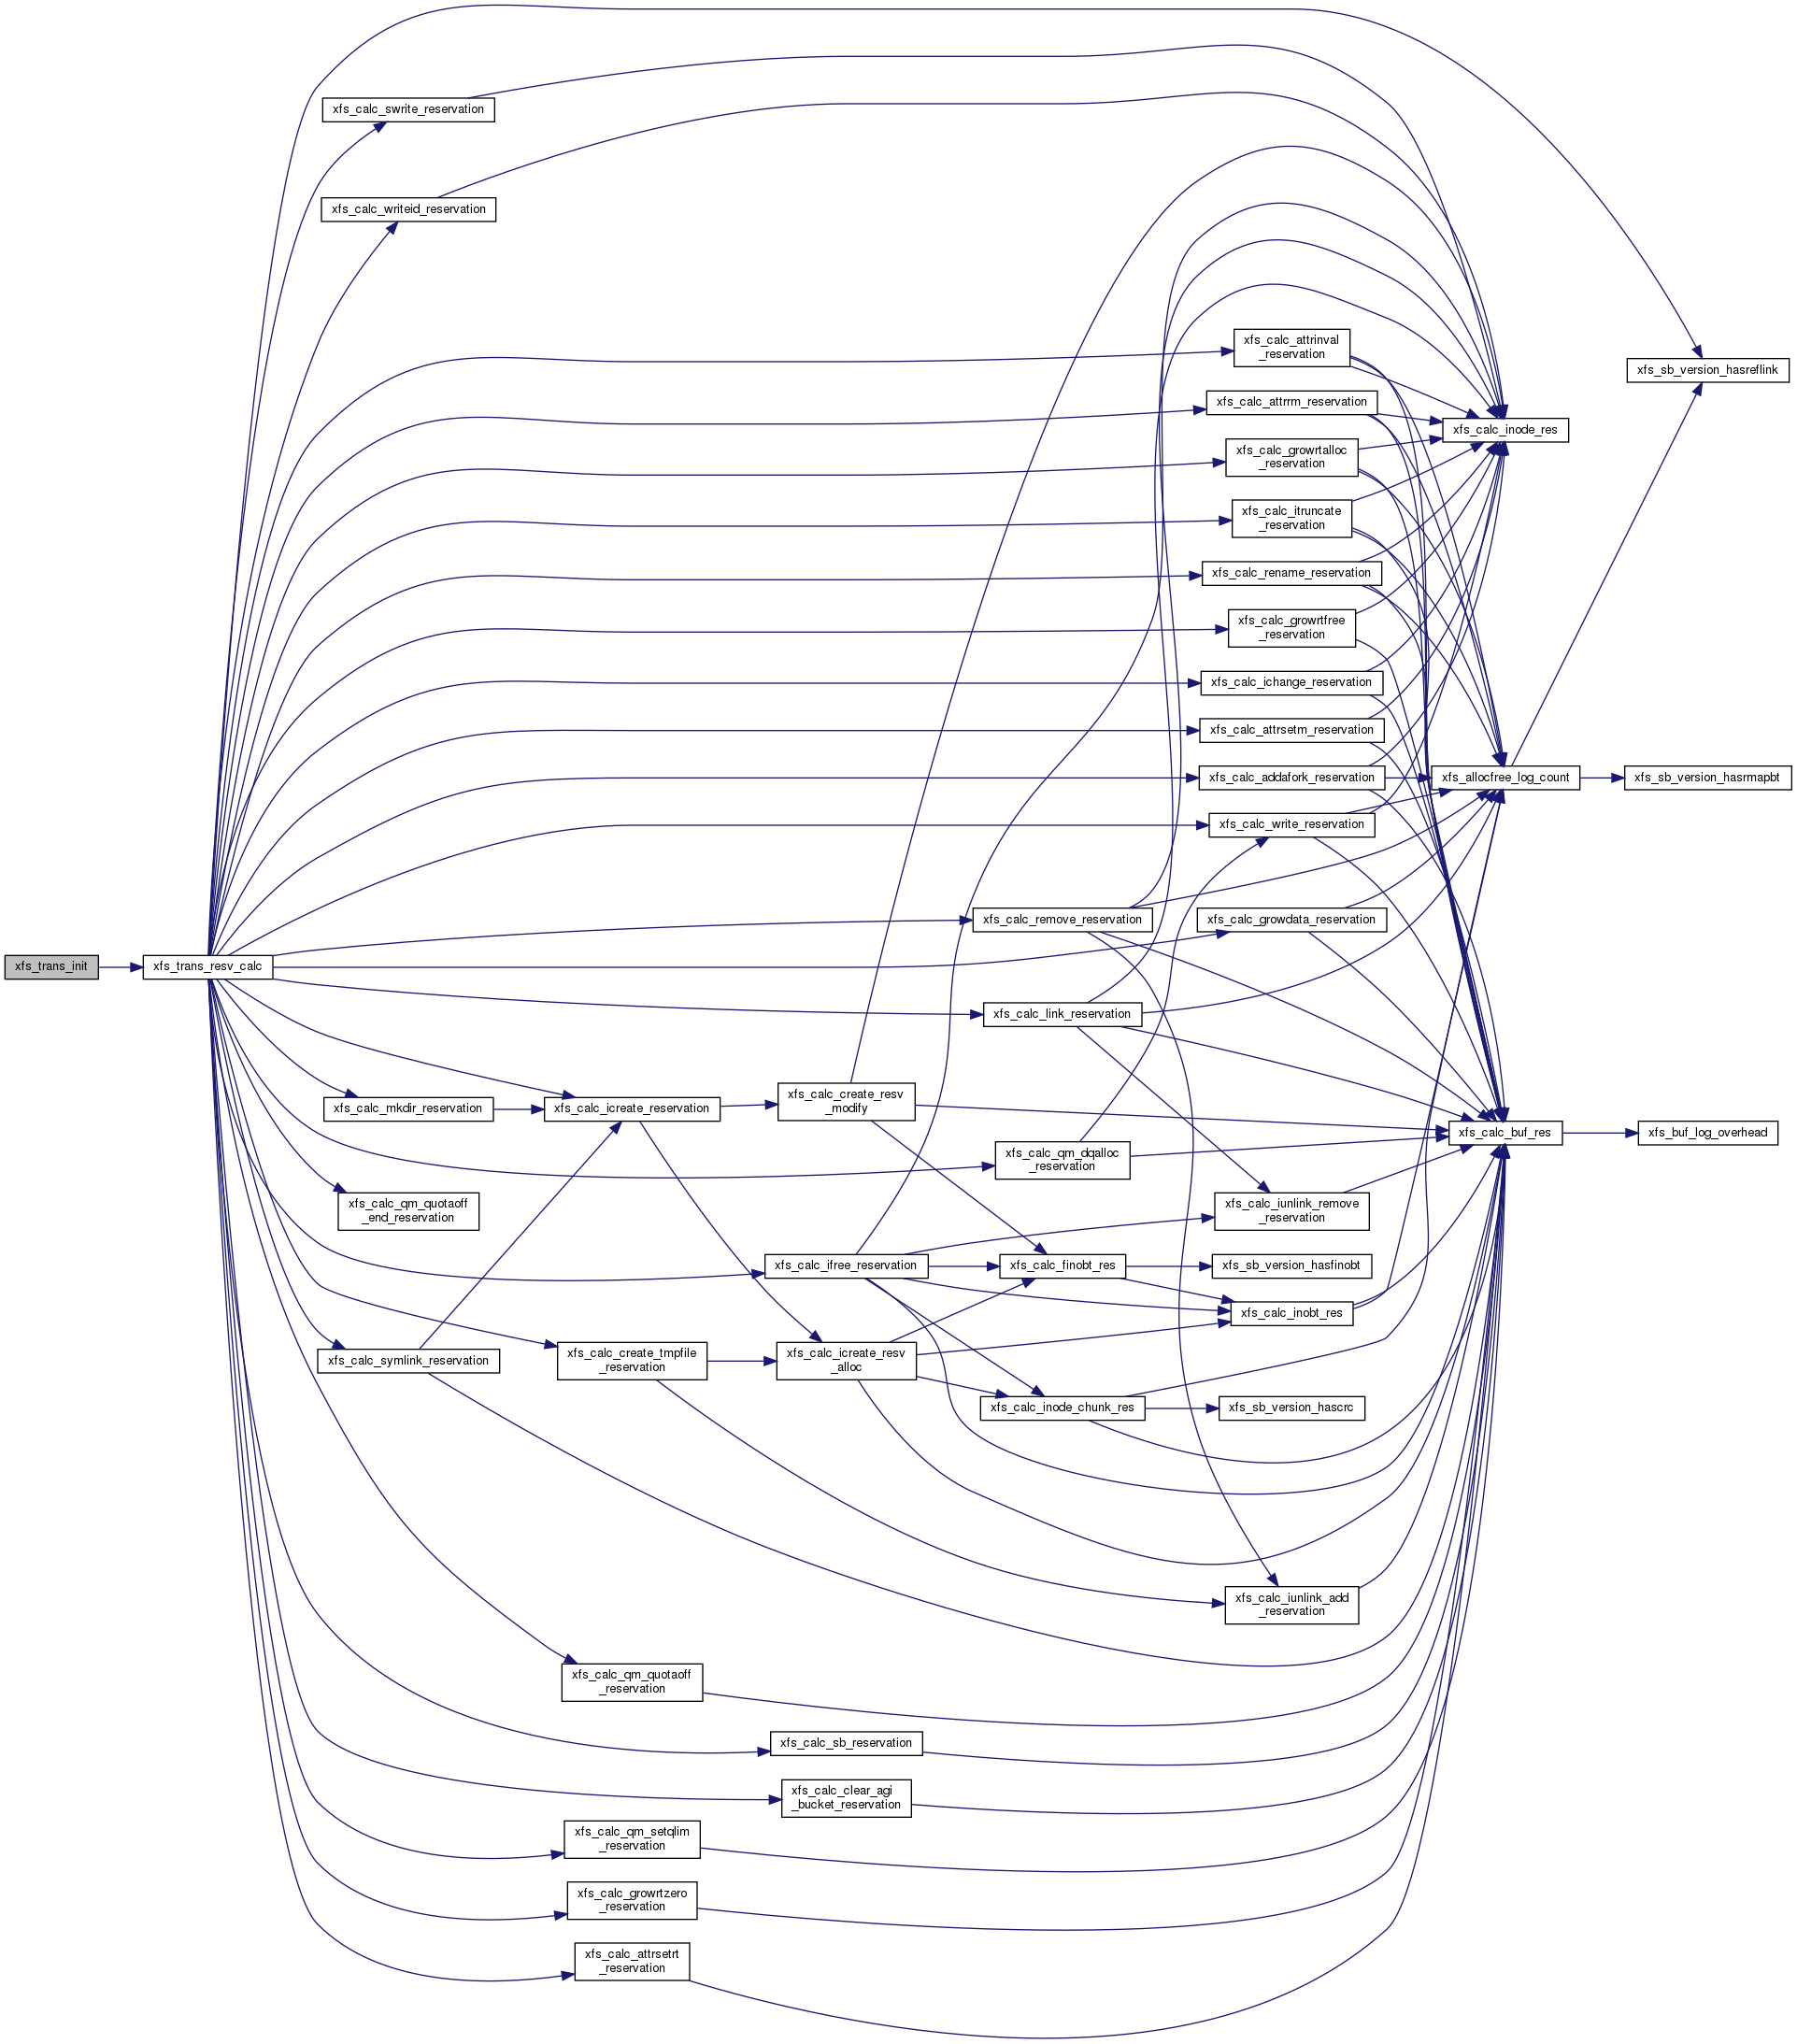 xfs_calc_swrite_reservation
xfs_calc_writeid_reservation
xfs_calc_attrinval
_reservation
xfs_sb_version_hasreflink
xfs_calc_attrrm_reservation
xfs_calc_inode_res
xfs_calc_growrtalloc
_reservation
xfs_calc_itruncate
_reservation
xfs_calc_rename_reservation
xfs_calc_growrtfree
_reservation
xfs_calc_ichange_reservation
xfs_calc_attrsetm_reservation
xfs_calc_addafork_reservation
xfs_allocfree_log_count
xfs_sb_version_hasrmapbt
xfs_calc_write_reservation
xfs_calc_remove_reservation
xfs_calc_growdata_reservation
xfs_trans_init
xfs_trans_resv_calc
xfs_calc_link_reservation
xfs_calc_mkdir_reservation
xfs_calc_icreate_reservation
xfs_calc_create_resv
_modify
xfs_calc_buf_res
xfs_buf_log_overhead
xfs_calc_qm_dqalloc
_reservation
xfs_calc_qm_quotaoff
_end_reservation
xfs_calc_iunlink_remove
_reservation
xfs_calc_ifree_reservation
xfs_calc_finobt_res
xfs_sb_version_hasfinobt
xfs_calc_inobt_res
xfs_calc_symlink_reservation
xfs_calc_create_tmpfile
_reservation
xfs_calc_icreate_resv
_alloc
xfs_calc_inode_chunk_res
xfs_sb_version_hascrc
xfs_calc_iunlink_add
_reservation
xfs_calc_qm_quotaoff
_reservation
xfs_calc_sb_reservation
xfs_calc_clear_agi
_bucket_reservation
xfs_calc_qm_setqlim
_reservation
xfs_calc_growrtzero
_reservation
xfs_calc_attrsetrt
_reservation